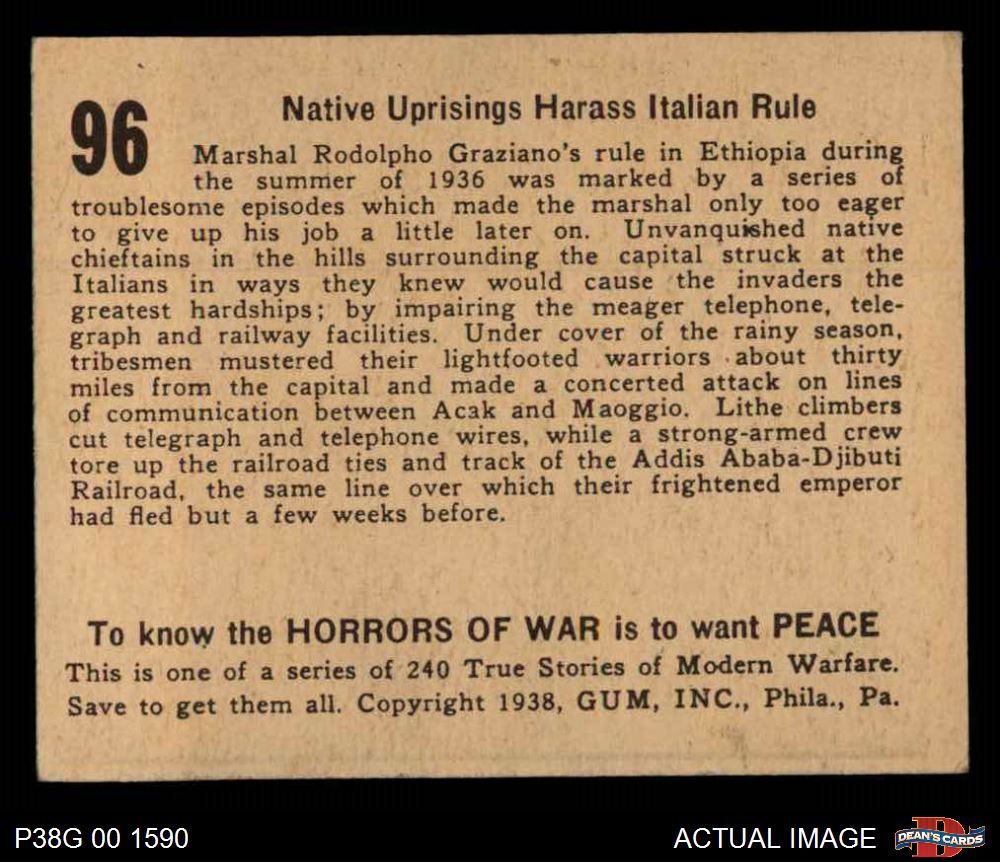 96
Native Uprisings Harass Italian Rule
Marshal Rodolpho Graziano's rule in Ethiopia during
the summer of 1936 was marked by a series of
troublesome episodes which made the marshal only too eager
to give up his job a little later on. Unvanquished native
chieftains in the hills surrounding the capital struck at the
Italians in ways they knew would cause the invaders the
greatest hardships; by impairing the meager telephone, tele-
graph and railway facilities. Under cover of the rainy season,
tribesmen mustered their lightfooted warriors about thirty
miles from the capital and made a concerted attack on lines
of communication between Acak and Maoggio. Lithe climbers
cut telegraph and telephone wires, while a strong-armed crew
tore up the railroad ties and track of the Addis Ababa-Djibuti
Railroad, the same line over which their frightened emperor
had fled but a few weeks before.
To know the HORRORS OF WAR is to want PEACE
This is one of a series of 240 True Stories of Modern Warfare.
Save to get them all. Copyright 1938, GUM, INC., Phila., Pa.
P38G 00 1590
ACTUAL IMAGE
D
DEAN'S CARDS